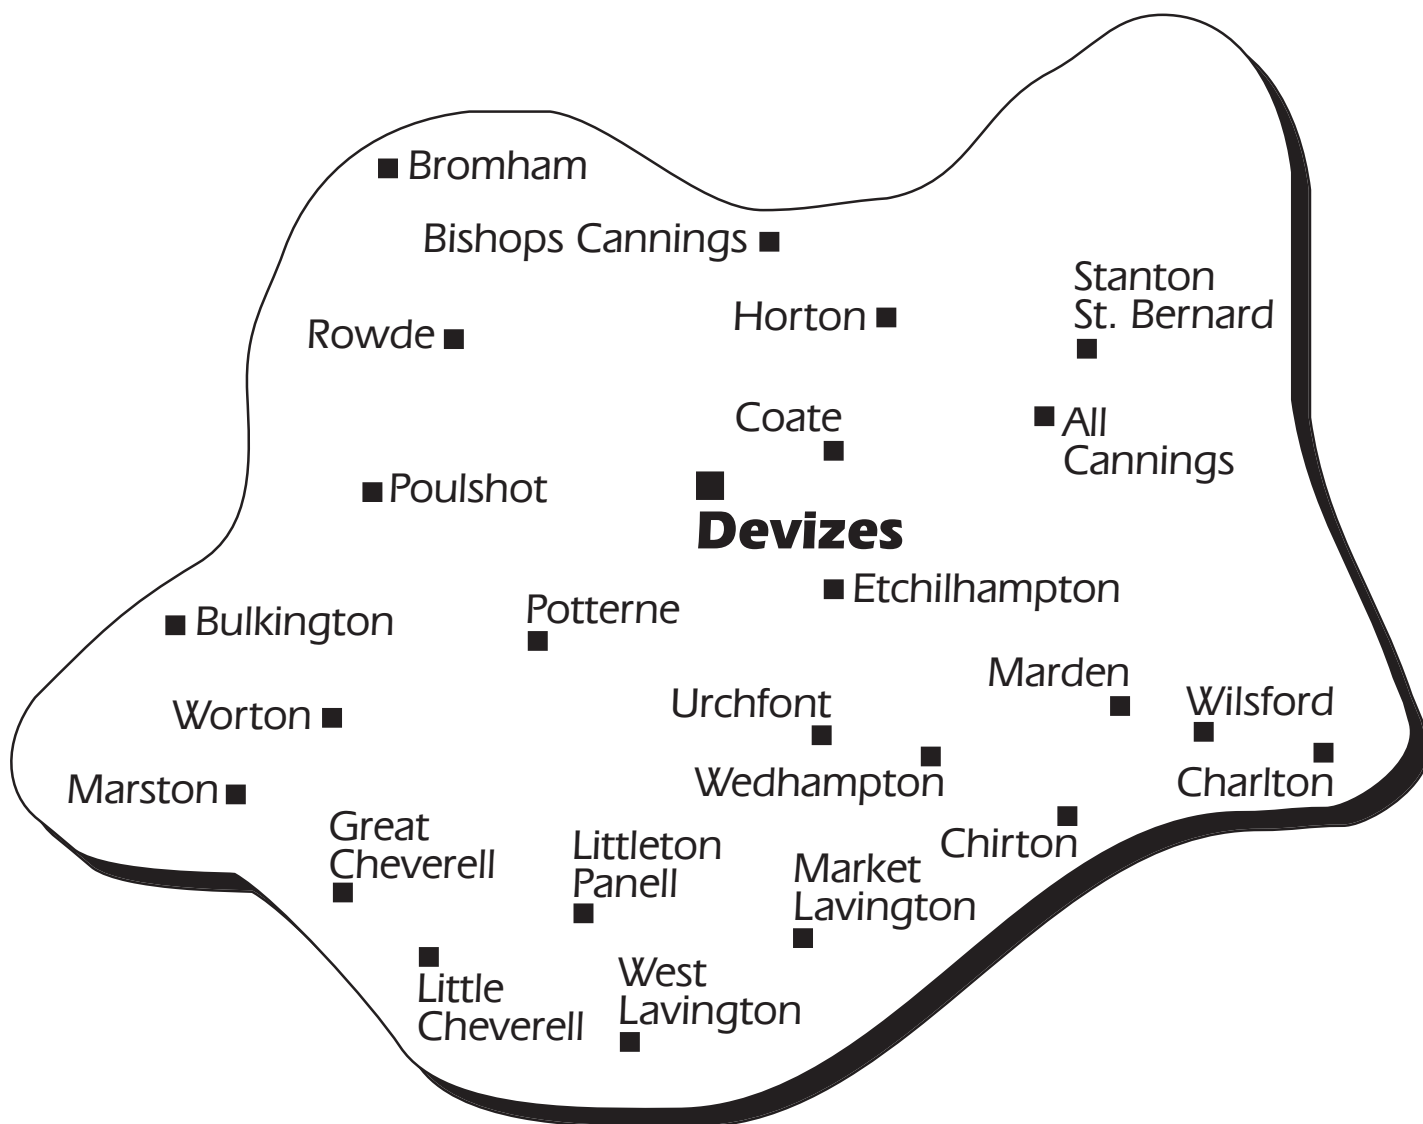 Bromham
Bishops Cannings
Stanton
St. Bernard
Horton
Rowde
Coate
All
Cannings
Poulshot
Devizes
Etchilhampton
Potterne
Bulkington
Marden
Wilsford
Urchfont
Worton
Wedhampton
Charlton
Marston
Great
Cheverell
Littleton
Panell
Chirton
Market
Lavington
West
Lavington
Little
Cheverell